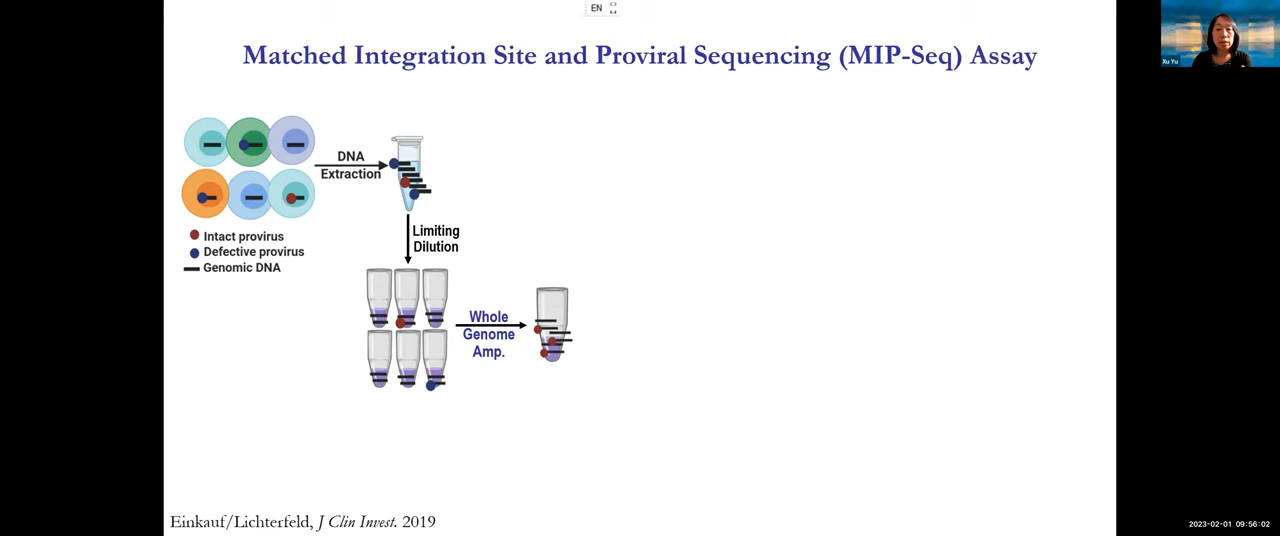 EN
Matched Integration Site and Proviral Sequencing (MIP-Seq) Assay
Xu Yu
DNA
Extraction
Intact provirus
Defective provirus
Genomic DNA
Limiting
Dilution
Whole
Genome
Amp.
Einkauf/Lichterfeld, J Clin Invest. 2019
2023-02-01 09:56:02